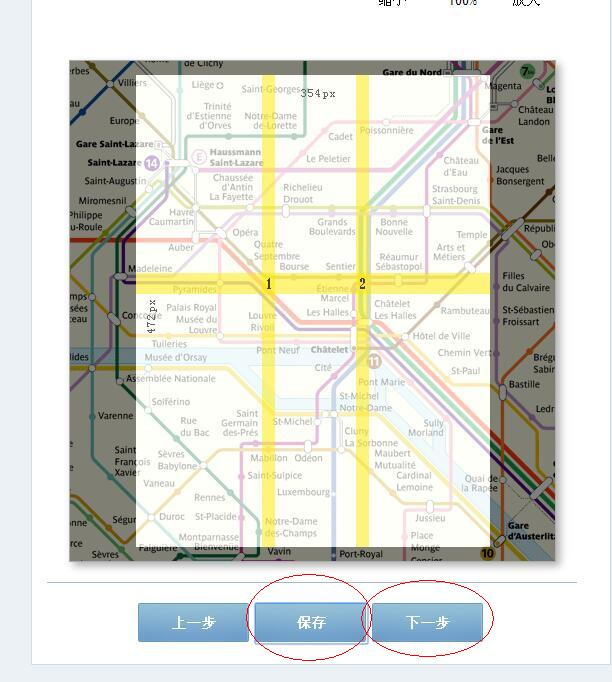 缩小 100% 放大
de Clichy
Gare du Nord
7
Villiers
Liège
Saint-Georges
354px
Magenta
Château
Landon
Europe
Trinité
d'Estienne
d'Orves
Notre-Dame
de-Lorette
Poissonnière
Cadet
Gare
de l'Est
Gare Saint-Lazare
Saint-Lazare 14
E Haussmann
Saint-Lazare
Le Peletier
Château
d'Eau
Jacques
Bonsergent
Saint-Augustin
Chaussée
d'Antin
La Fayette
Richelieu
Drouot
Strasbourg
Saint-Denis
Miromesnil
Philippe
u-Roule
Havre
Caumartin
Grands
Boulevards
Bonne
Nouvelle
Opéra
Auber
Quatre
Septembre
Temple
Arts et
Métiers
Madeleine
Bourse
Sentier
Réaumur
Sébastopol
Filles
du Calvaire
Pyramides
1
2
Étienne
Marcel
Les Halles
Châtelet
Les Halles
Rambuteau
St-Sébastien
Froissart
472px
Palais Royal
Musée du
Louvre
Louvre
Rivoli
Tuileries
Hôtel de Ville
Musée d'Orsay
Pont Neuf
Châtelet
11
Chemin Vert
St-Paul
Assemblée Nationale
Cité
Pont Marie
Bastille
Solférino
St-Michel
Notre-Dame
Varenne
Rue
du Bac
Saint
Germain
des-Prés
St-Michel
Sully
Morland
Cluny
La Sorbonne
Saint
François
Xavier
Sèvres
Babylone
Mabillon
Odéon
Maubert
Mutualité
Vaneau
Saint-Sulpice
Cardinal
Lemoine
Quai de
la Rapée
Rennes
Luxembourg
Duroc
St-Placide
Jussieu
Notre-Dame
des-Champs
Gare
d'Austerlitz
Montparnasse
Bienvenüe
Place
Monge
Sèvres
Falguière
Vavin
Port-Royal
10
上一步
保存
下一步